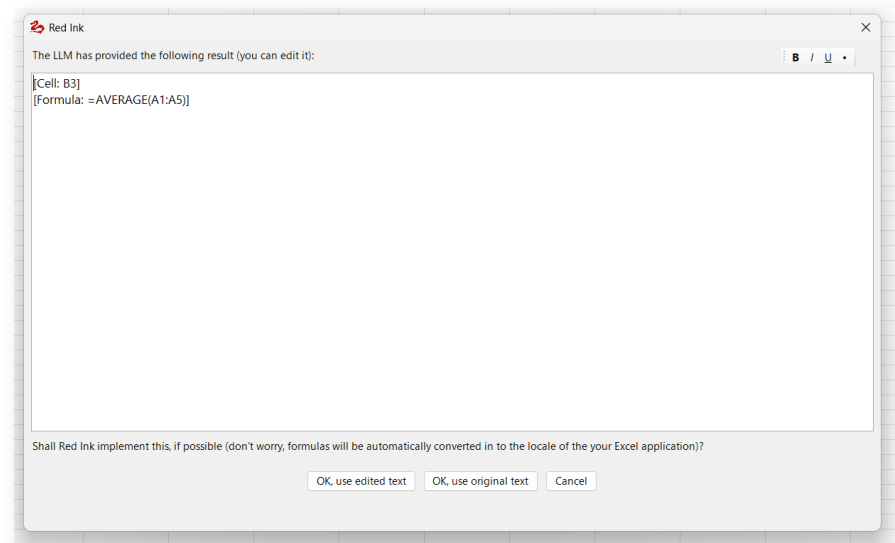 Red Ink
The LLM has provided the following result (you can edit it):
B I U
[Cell: B3]
[Formula: =AVERAGE(A1:A5)]
Shall Red Ink implement this, if possible (don't worry, formulas will be automatically converted in to the locale of the your Excel application)?
OK, use edited text OK, use original text Cancel